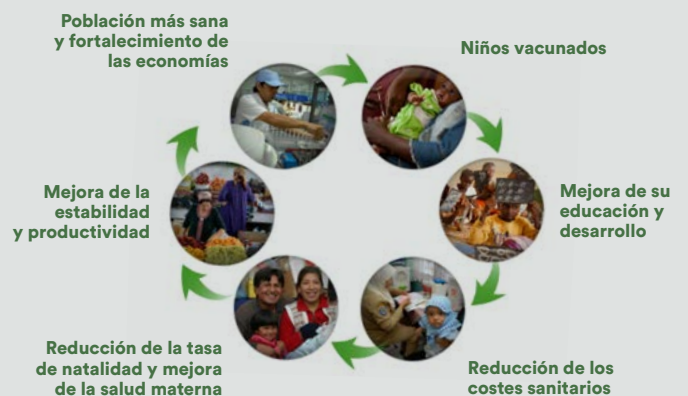 Población más sana
y fortalecimiento de
las economías
Niños vacunados
Mejora de su
educación y
desarrollo
Reducción de los
costes sanitarios
Reducción de la tasa
de natalidad y mejora
de la salud materna
Mejora de la
estabilidad
y productividad